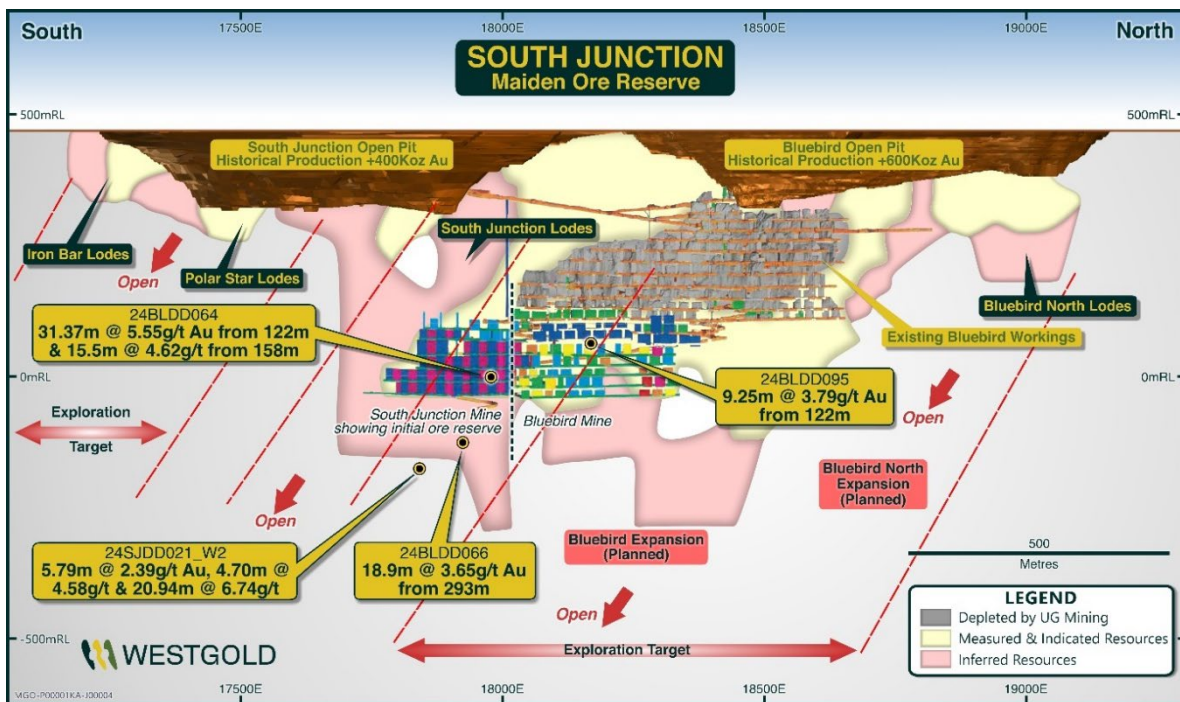 South
17500E
18000E
18500E
19000E
North
SOUTH JUNCTION
Maiden Ore Reserve
500mRL
500mRL
South Junction Open Pit
Historical Production +400Koz Au
Bluebird Open Pit
Historical Production +600Koz Au
South Junction Lodes
Iron Bar Lodes
Open
Polar Star Lodes
Bluebird North Lodes
24BLDD064
31.37m @ 5.55g/t Au from 122m
& 15.5m @ 4.62g/t from 158m
Existing Bluebird Workings
0mRL
0mRL
24BLDD095
9.25m @ 3.79g/t Au
from 122m
Open
Exploration
Target
South Junction Mine
showing initial ore reserve
Bluebird Mine
Bluebird North
Expansion
(Planned)
Open
Bluebird Expansion
(Planned)
24SJDD021_W2
5.79m @ 2.39g/t Au, 4.70m @
4.58g/t & 20.94m @ 6.74g/t
24BLDD066
18.9m @ 3.65g/t Au
from 293m
500
Metres
Open
LEGEND
Depleted by UG Mining
Measured & Indicated Resources
Inferred Resources
-500mRL
WESTGOLD
Exploration Target
-500mRL
17500E
18000E
18500E
19000E